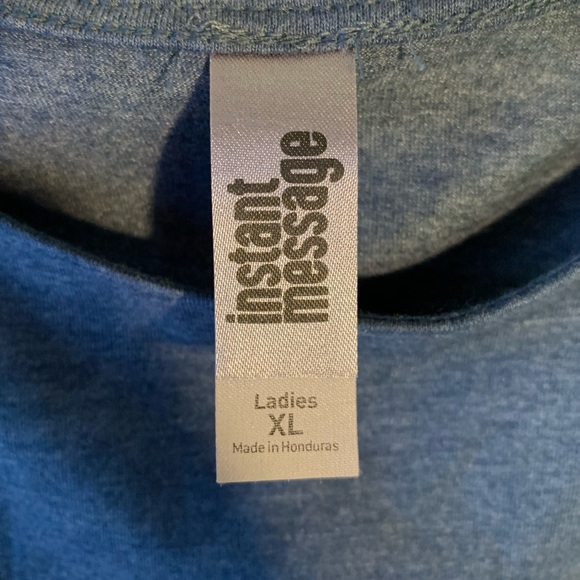 instant
message
Ladies
XL
Made in Honduras